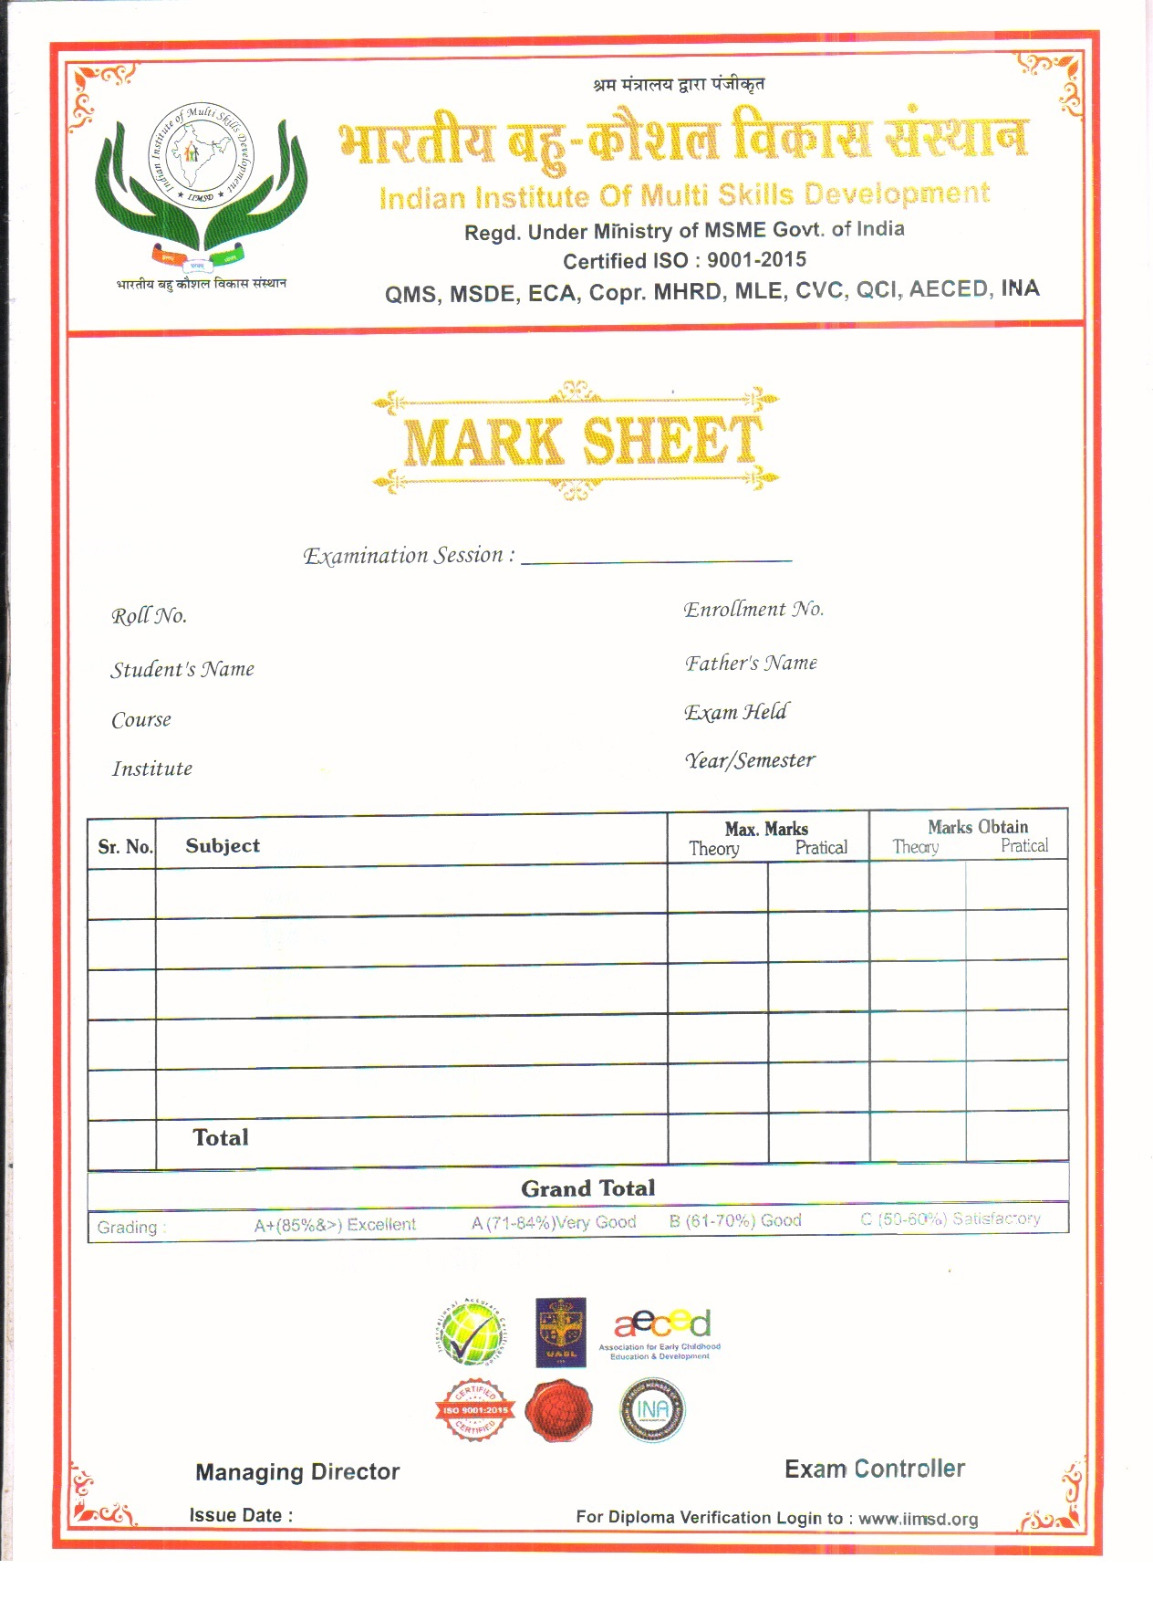 श्रम मंत्रालय द्वारा पंजीकृत
भारतीय बहु-कौशल विकास संस्थान
Indian Institute Of Multi Skills Development
Regd. Under Ministry of MSME Govt. of India
Certified ISO : 9001-2015
QMS, MSDE, ECA, Copr. MHRD, MLE, CVC, QCI, AECED, INA
Indian Institute of Multi Skills Development
IIMSD
भारतीय बहु कौशल विकास संस्थान
MARK SHEET
Examination Session :
Roll No. Enrollment No.
Student's Name Father's Name
Course Exam Held
Institute Year/Semester
Sr. No. Subject Max. Marks Marks Obtain
Theory Pratical Theory Pratical
Total
Grand Total
Grading : A+(85%&>) Excellent A (71-84%)Very Good B (61-70%) Good C (50-60%) Satisfactory
International Accurate Certification
UASL
aeced
Association for Early Childhood
Education & Development
CERTIFIED
ISO 9001:2015
CERTIFIED
PROUD MEMBER OF
INA
Managing Director Exam Controller
Issue Date : For Diploma Verification Login to : www.iimsd.org